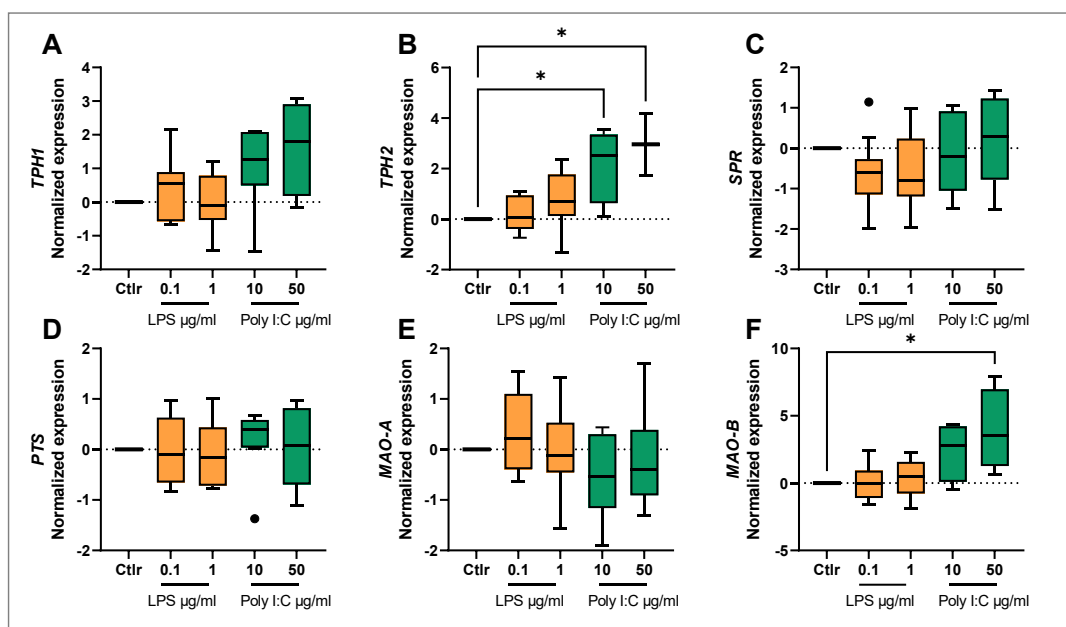 A
TPH1
Normalized expression
4
3
2
1
0
-1
-2
Ctlr 0.1 1 10 50
LPS µg/ml Poly I:C µg/ml
B
TPH2
Normalized expression
6
4
2
0
-2
* *
Ctlr 0.1 1 10 50
LPS µg/ml Poly I:C µg/ml
C
SPR
Normalized expression
2
1
0
-1
-2
-3
Ctlr 0.1 1 10 50
LPS µg/ml Poly I:C µg/ml
D
PTS
Normalized expression
2
1
0
-1
-2
Ctlr 0.1 1 10 50
LPS µg/ml Poly I:C µg/ml
E
MAO-A
Normalized expression
2
1
0
-1
-2
Ctlr 0.1 1 10 50
LPS µg/ml Poly I:C µg/ml
F
MAO-B
Normalized expression
10
5
0
-5
*
Ctlr 0.1 1 10 50
LPS µg/ml Poly I:C µg/ml